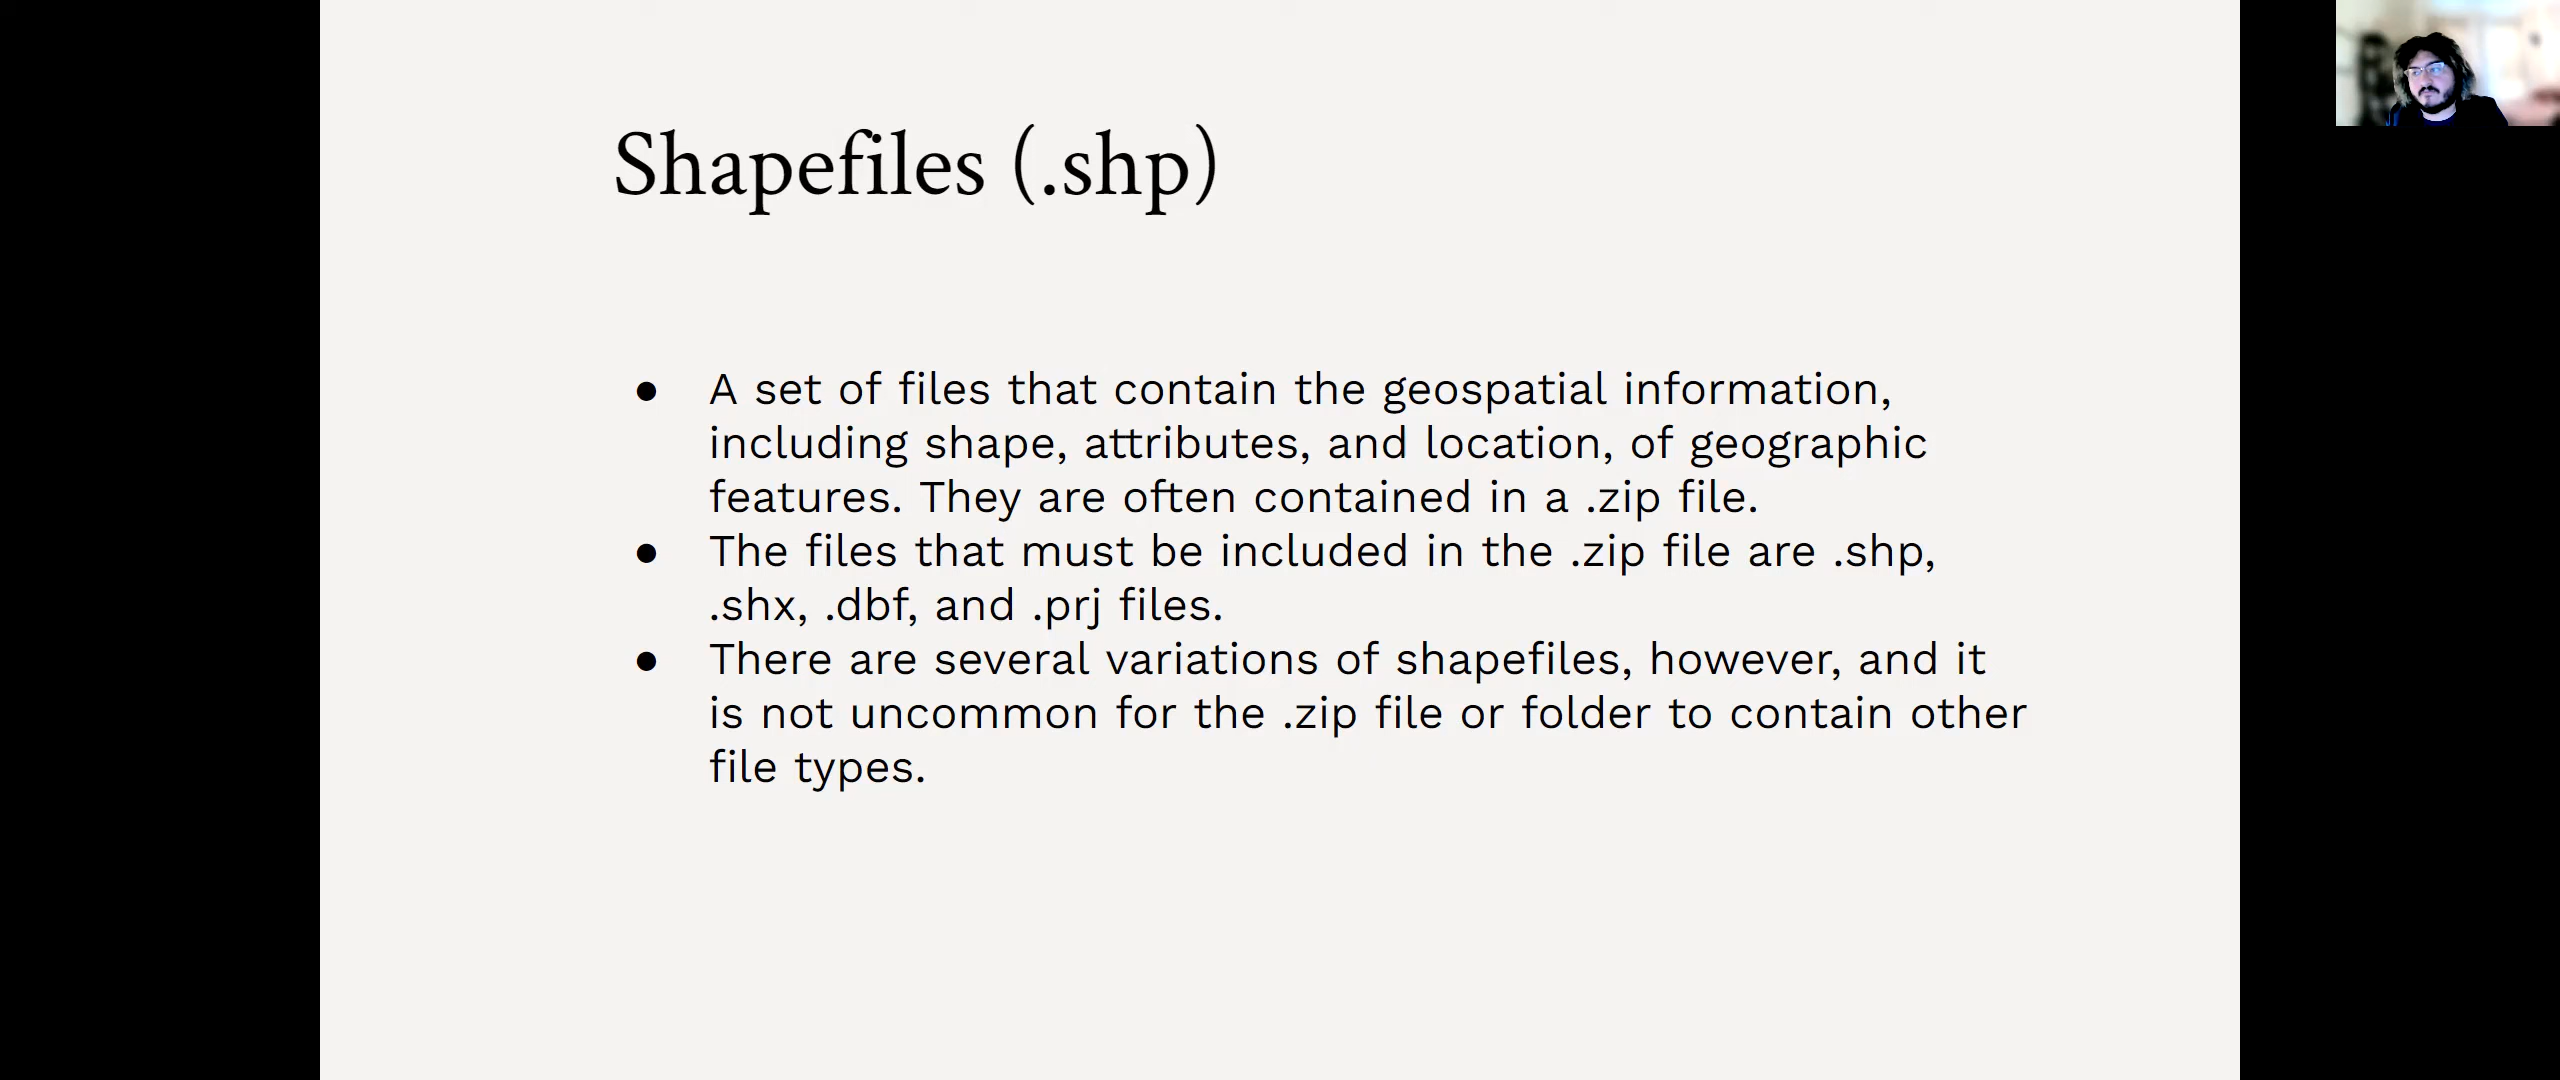 Shapefiles (.shp)
● A set of files that contain the geospatial information,
including shape, attributes, and location, of geographic
features. They are often contained in a .zip file.
● The files that must be included in the .zip file are .shp,
.shx, .dbf, and .prj files.
● There are several variations of shapefiles, however, and it
is not uncommon for the .zip file or folder to contain other
file types.